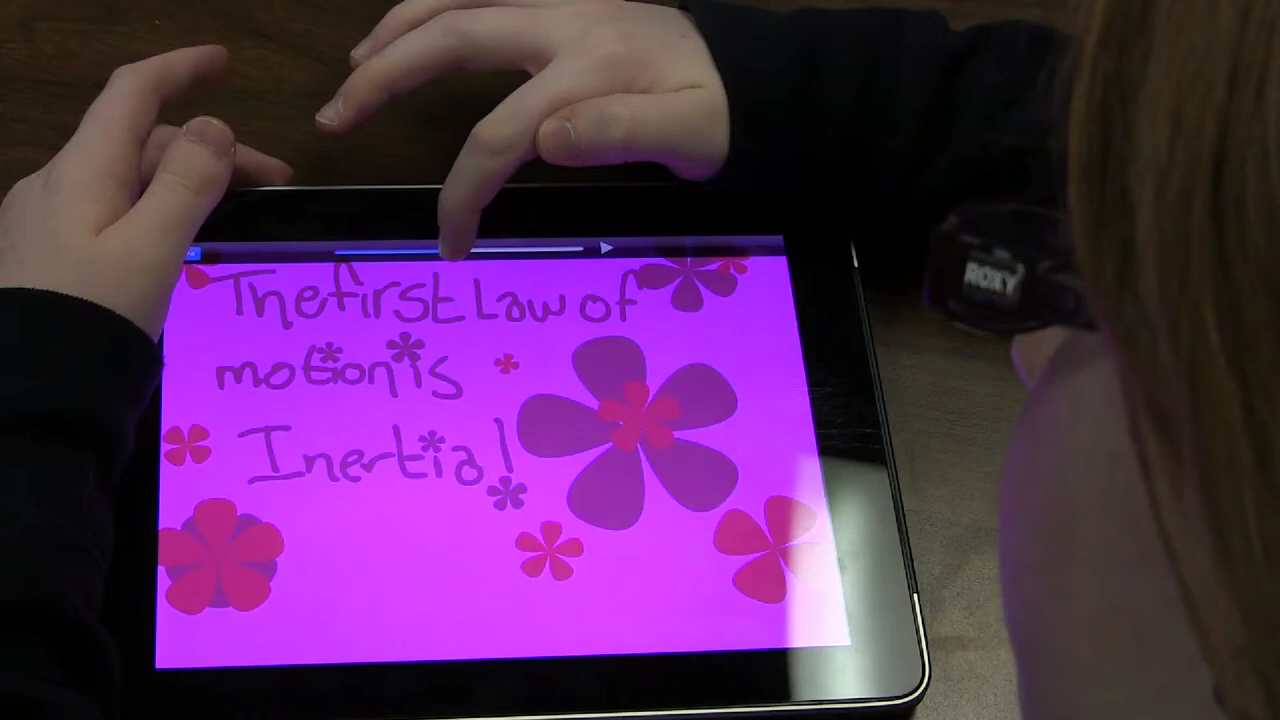 The first Law of
motion is
Inertia!
ROXY